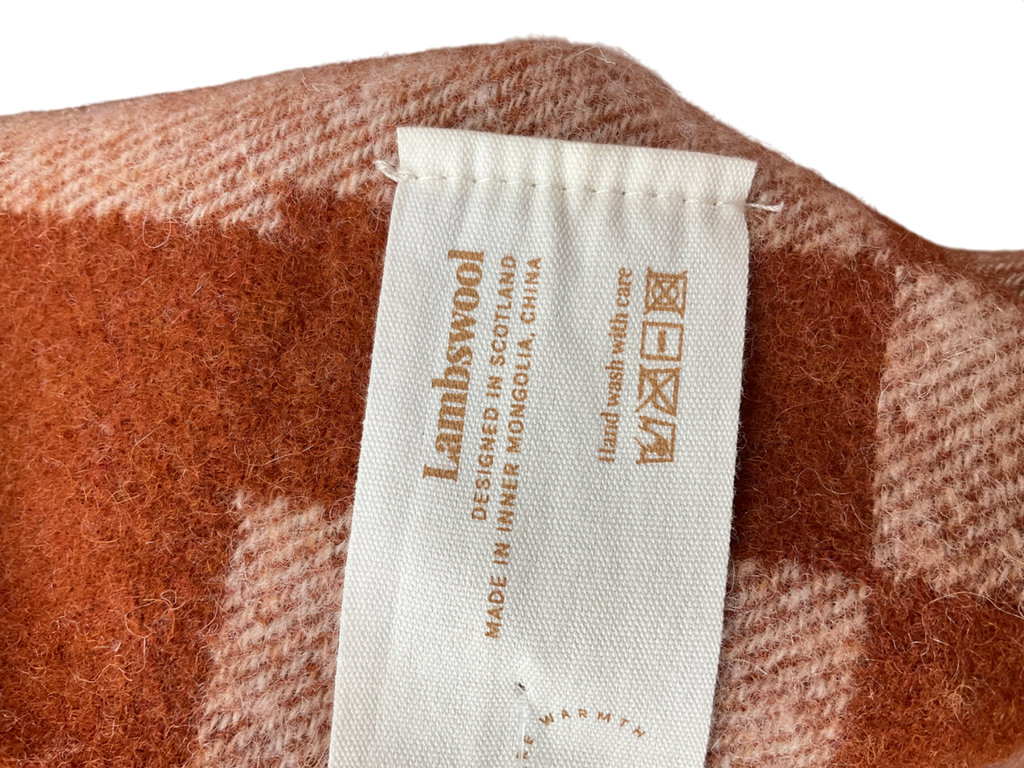 Lambswool
DESIGNED IN SCOTLAND
MADE IN INNER MONGOLIA, CHINA
Hand wash with care
WARMTH